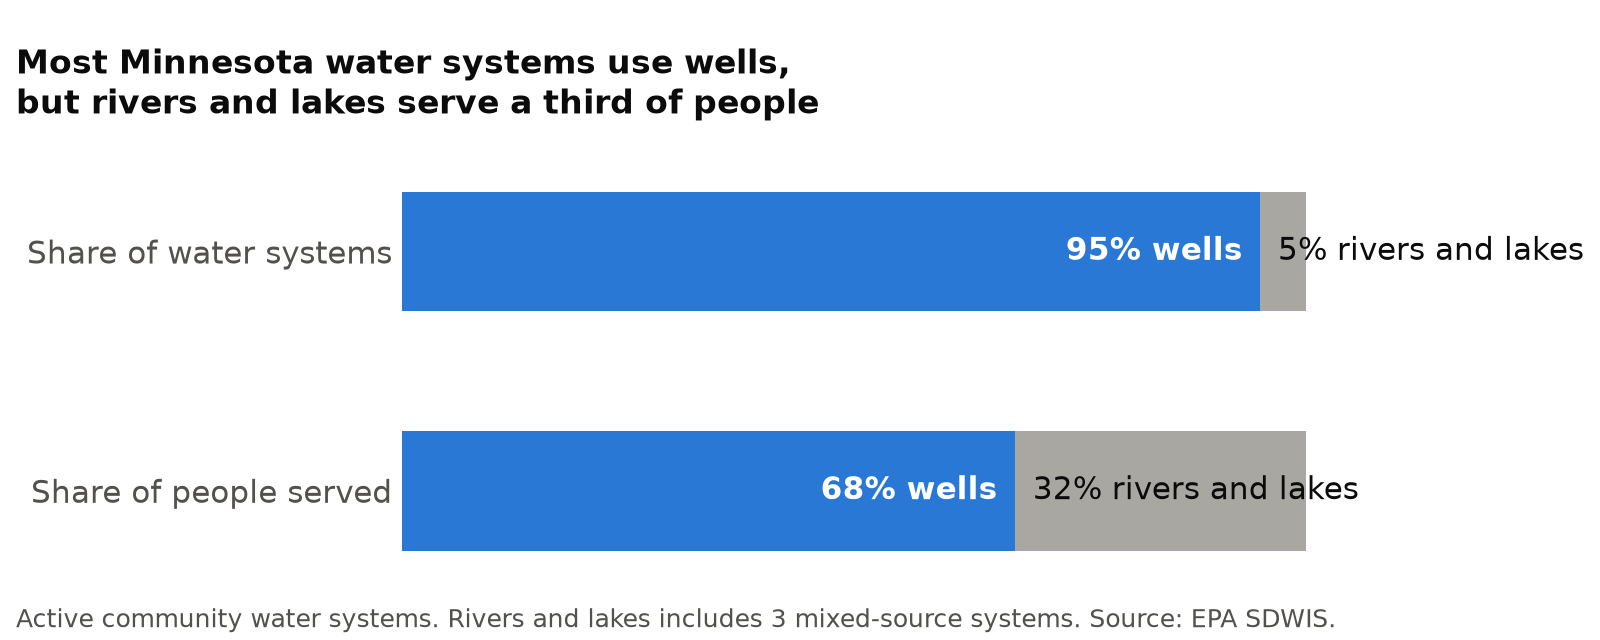 Most Minnesota water systems use wells,
but rivers and lakes serve a third of people
Share of water systems
95% wells
5% rivers and lakes
Share of people served
68% wells
32% rivers and lakes
Active community water systems. Rivers and lakes includes 3 mixed-source systems. Source: EPA SDWIS.